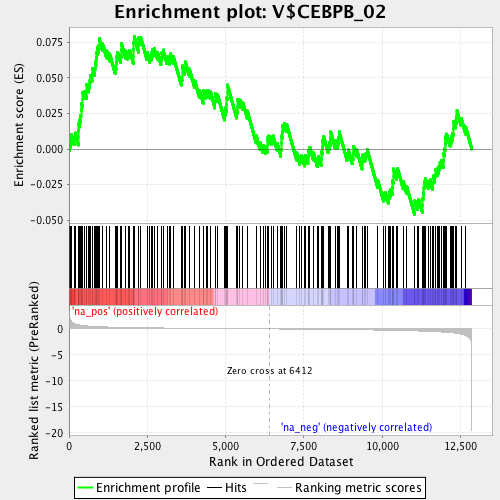 Enrichment plot: V$CEBPB_02
Enrichment score (ES)
0.075
0.050
0.025
0.000
-0.025
-0.050
'na_pos' (positively correlated)
Ranked list metric (PreRanked)
0
-5
-10
-15
-20
Zero cross at 6412
'na_neg' (negatively correlated)
0
2,500
5,000
7,500
10,000
12,500
Rank in Ordered Dataset
Enrichment profile
Hits
Ranking metric scores